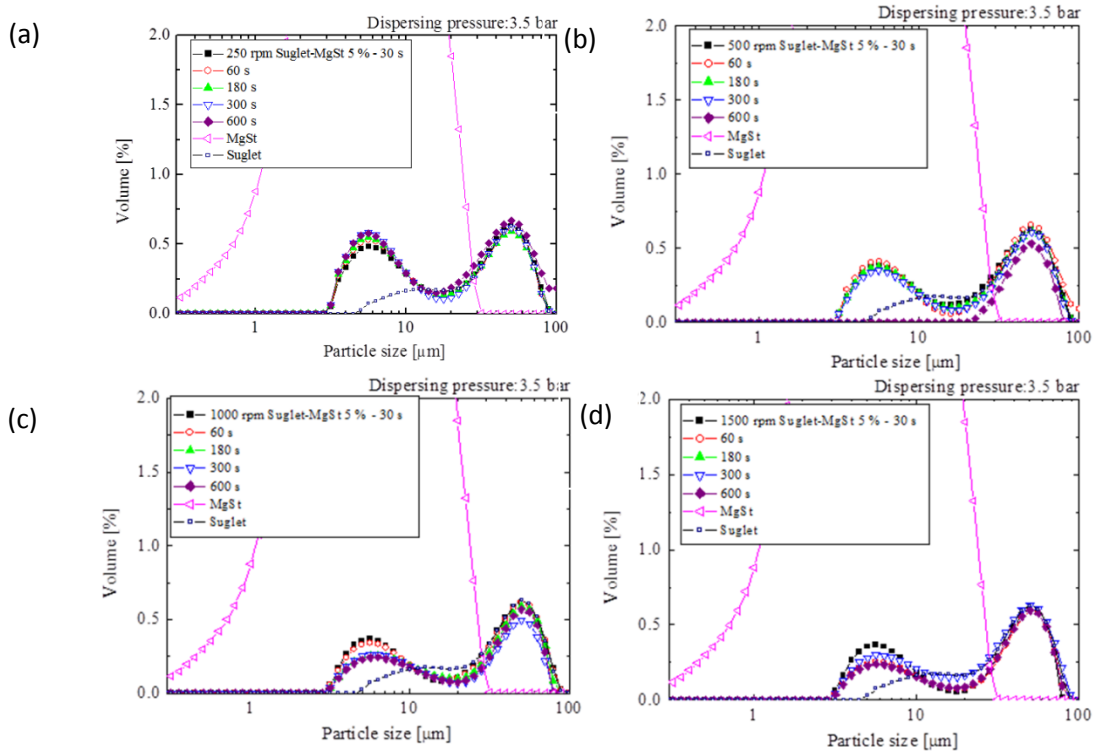 (a)
Dispersing pressure:3.5 bar
2.0
1.5
1.0
0.5
0.0
Volume [%]
250 rpm Suglet-MgSt 5 % - 30 s
60 s
180 s
300 s
600 s
MgSt
Suglet
1
10
100
Particle size [μm]
(b)
Dispersing pressure:3.5 bar
2.0
1.5
1.0
0.5
0.0
Volume [%]
500 rpm Suglet-MgSt 5 % - 30 s
60 s
180 s
300 s
600 s
MgSt
Suglet
1
10
100
Particle size [μm]
(c)
Dispersing pressure:3.5 bar
2.0
1.5
1.0
0.5
0.0
Volume [%]
1000 rpm Suglet-MgSt 5 % - 30 s
60 s
180 s
300 s
600 s
MgSt
Suglet
1
10
100
Particle size [μm]
(d)
Dispersing pressure:3.5 bar
2.0
1.5
1.0
0.5
0.0
Volume [%]
1500 rpm Suglet-MgSt 5 % - 30 s
60 s
180 s
300 s
600 s
MgSt
Suglet
1
10
100
Particle size [μm]